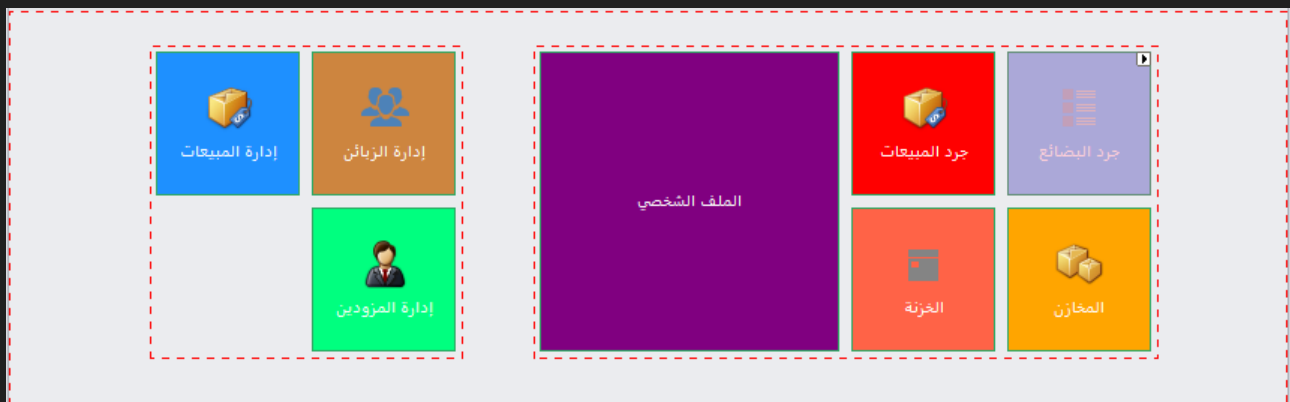 جرد البضائع
جرد المبيعات
الملف الشخصي
إدارة الزبائن
إدارة المبيعات
المخازن
الخزنة
إدارة المزودين